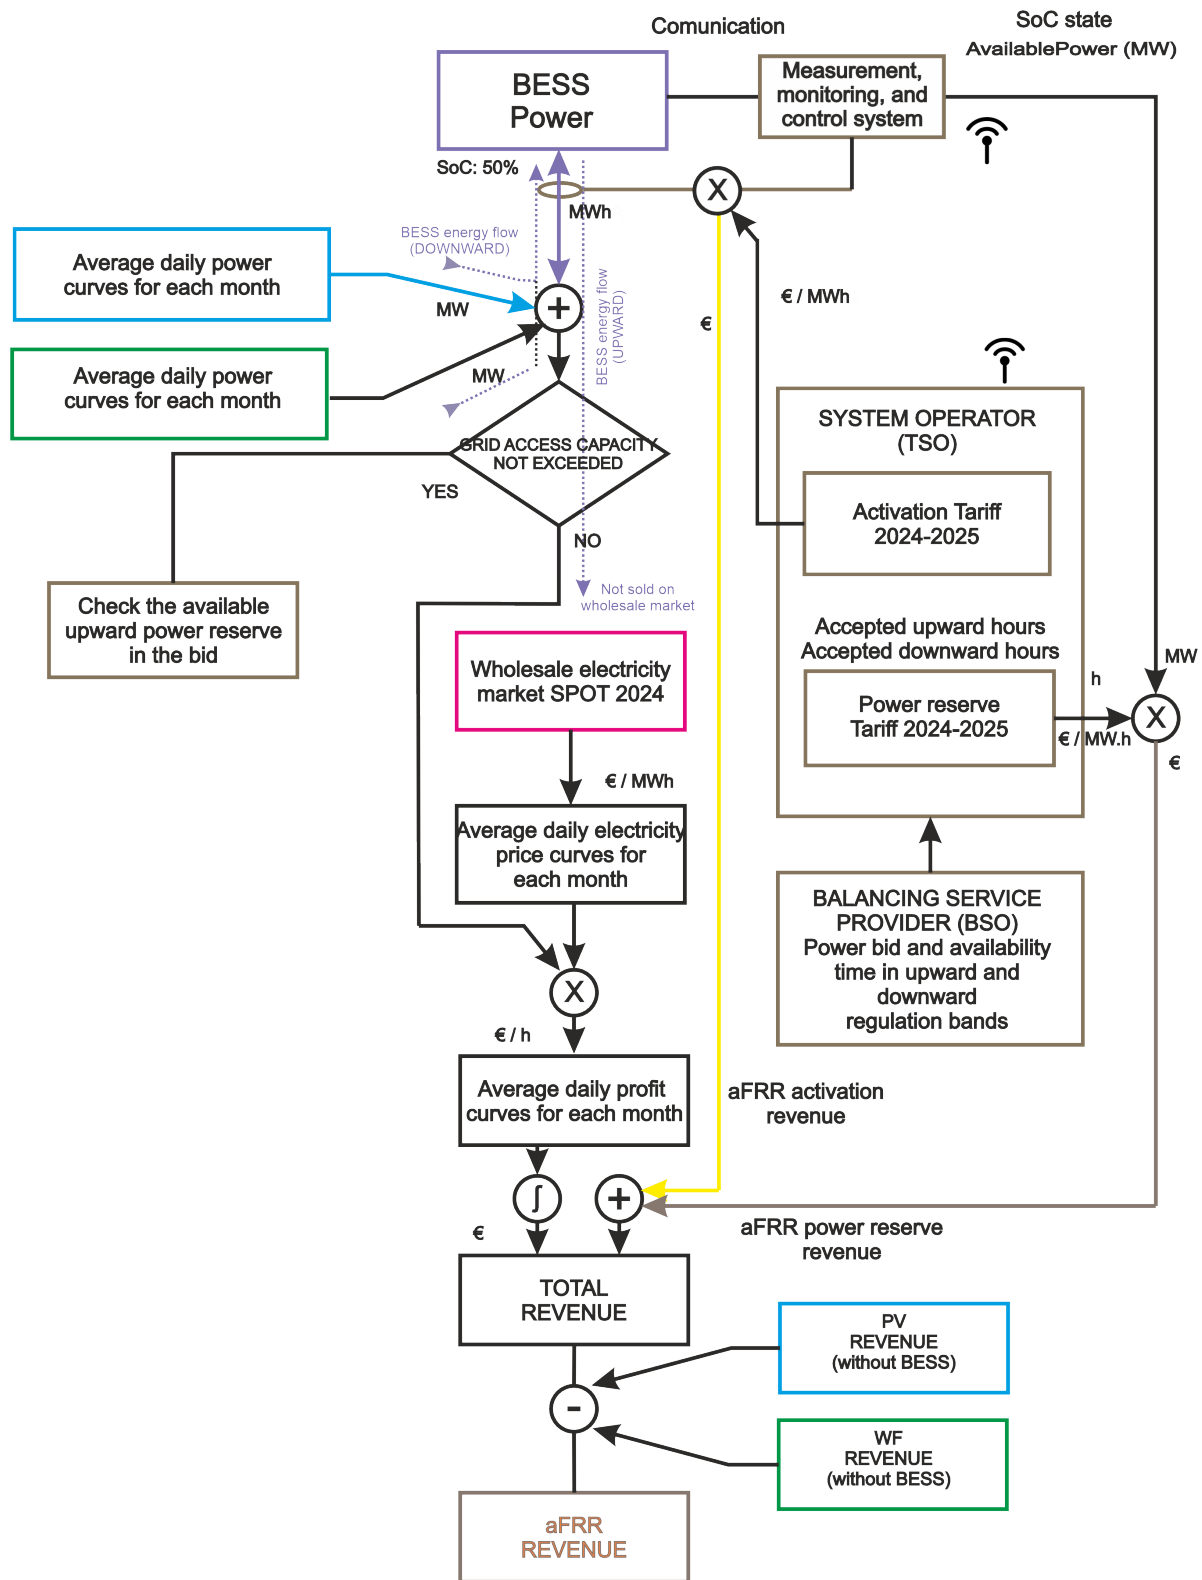 Comunication
SoC state
AvailablePower (MW)
BESS
Power
Measurement,
monitoring, and
control system
SoC: 50%
X
MWh
BESS energy flow
(DOWNWARD)
Average daily power
curves for each month
MW
+
BESS energy flow
(UPWARD)
€ / MWh
€
Average daily power
curves for each month
MW
SYSTEM OPERATOR
(TSO)
GRID ACCESS CAPACITY
NOT EXCEEDED
YES
NO
Activation Tariff
2024-2025
Not sold on
wholesale market
Check the available
upward power reserve
in the bid
Accepted upward hours
Accepted downward hours
Wholesale electricity
market SPOT 2024
h
MW
Power reserve
Tariff 2024-2025
€ / MW.h
X
€
€ / MWh
Average daily electricity
price curves for
each month
BALANCING SERVICE
PROVIDER (BSO)
Power bid and availability
time in upward and
downward
regulation bands
X
€ / h
Average daily profit
curves for each month
aFRR activation
revenue
∫
+
€
aFRR power reserve
revenue
TOTAL
REVENUE
PV
REVENUE
(without BESS)
-
WF
REVENUE
(without BESS)
aFRR
REVENUE